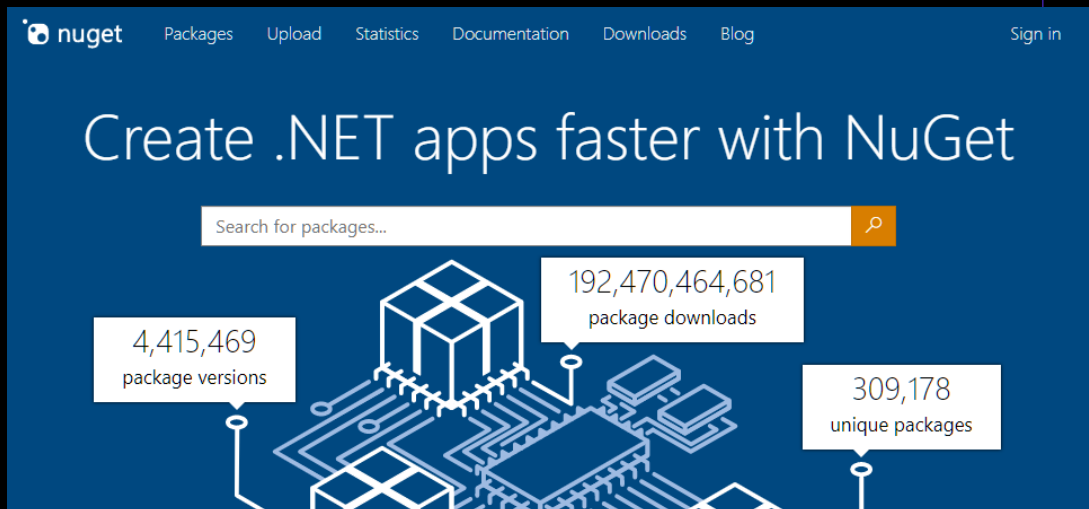 nuget Packages Upload Statistics Documentation Downloads Blog Sign in
Create .NET apps faster with NuGet
Search for packages...
192,470,464,681
package downloads
4,415,469
package versions
309,178
unique packages